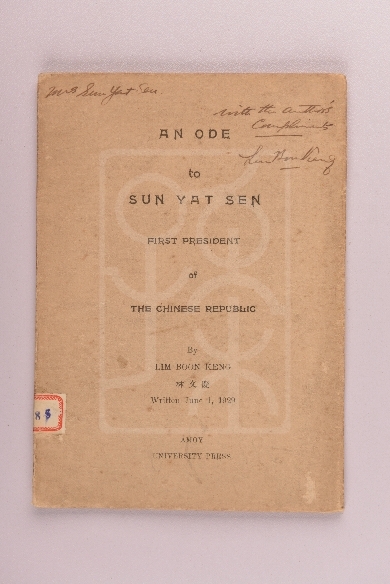 Mrs Sun Yat Sen
with the author's
Compliments
Lim Boon Keng
AN ODE
to
SUN YAT SEN
FIRST PRESIDENT
of
THE CHINESE REPUBLIC
By
LIM BOON KENG
林文慶
Written June 1, 1929
AMOY
UNIVERSITY PRESS